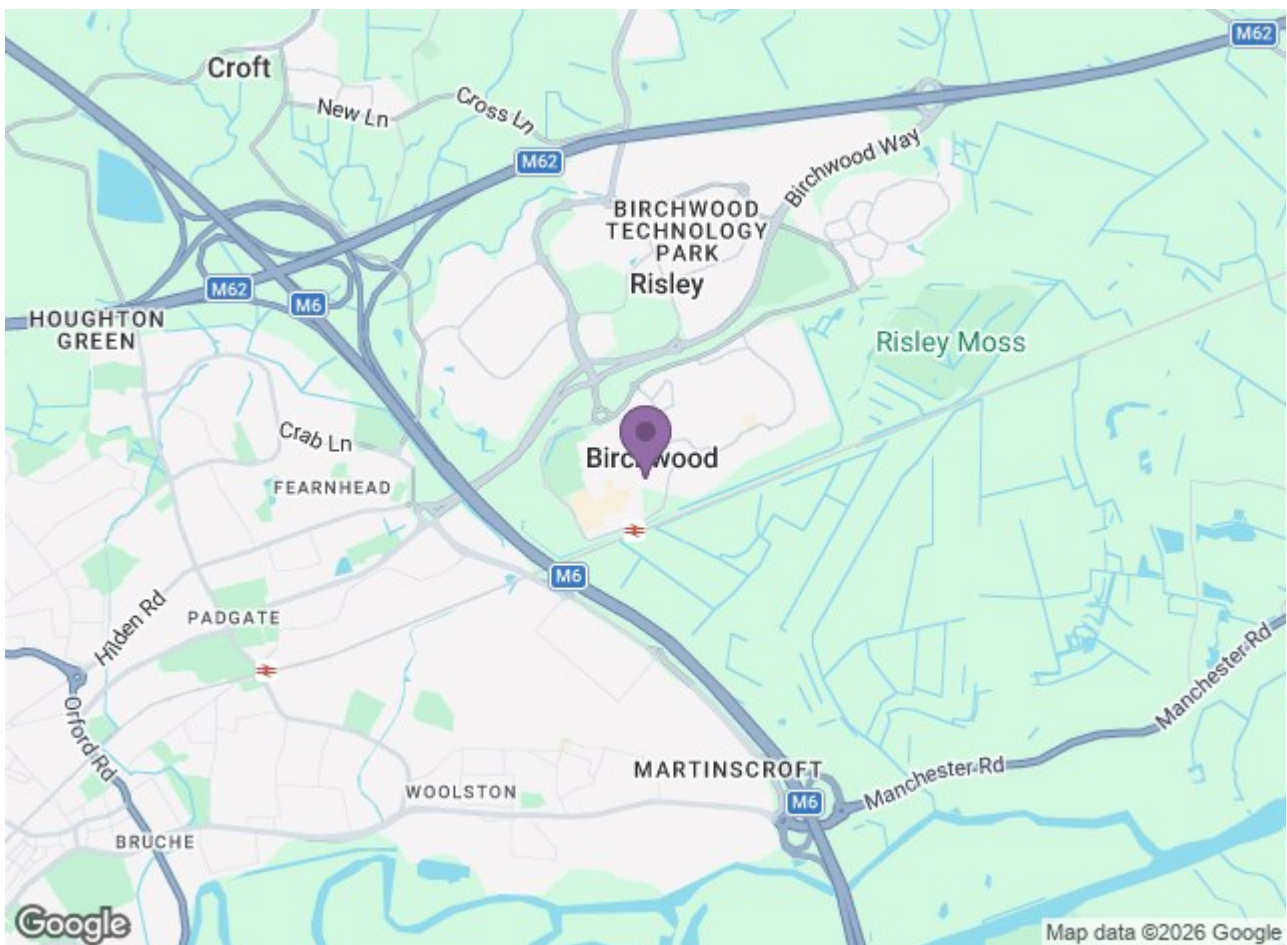 M62
Croft
New Ln
Cross Ln
M62
Birchwood Way
BIRCHWOOD
TECHNOLOGY
PARK
Risley
M62
M6
HOUGHTON
GREEN
Risley Moss
Crab Ln
Birchwood
FEARNHEAD
M6
PADGATE
Hilden Rd
Orford Rd
Manchester Rd
MARTINSCROFT
Manchester Rd
WOOLSTON
M6
BRUCHE
Google
Map data ©2026 Google